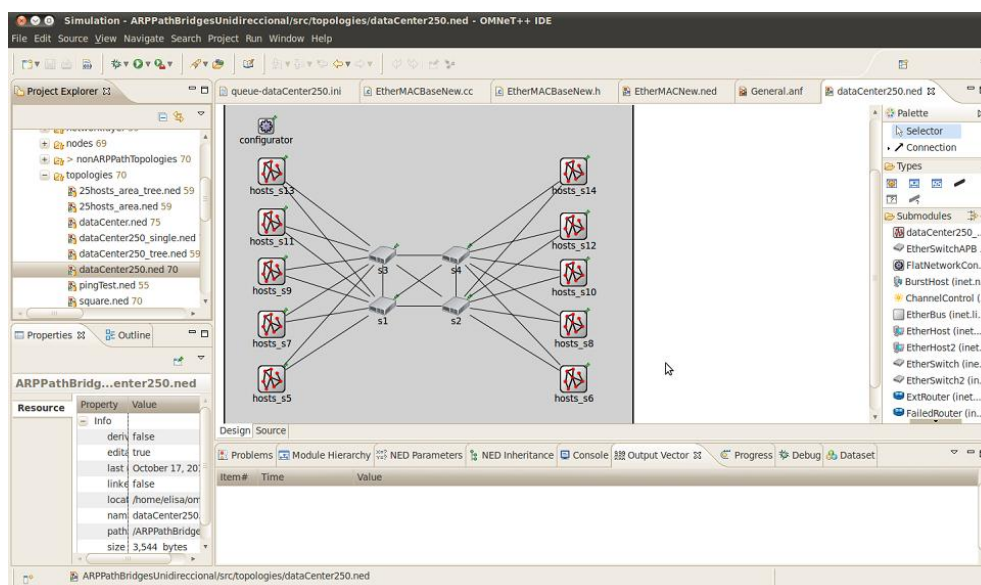 Simulation - ARPPathBridgesUnidireccional/src/topologies/dataCenter250.ned - OMNeT++ IDE
File Edit Source View Navigate Search Project Run Window Help
Project Explorer
nodes 69
> nonARPPathTopologies 70
topologies 70
25hosts_area_tree.ned 59
25hosts_area.ned 59
dataCenter.ned 75
dataCenter250_single.ned
dataCenter250_tree.ned 59
dataCenter250.ned 70
pingTest.ned 55
square.ned 70
Properties Outline
ARPPathBridg...enter250.ned
Resource
Property Value
Info
deriv false
edita true
last October 17, 20
linke false
locat /home/elisa/om
nam dataCenter250.
path /ARPPathBridge
size 3,544 bytes
queue-dataCenter250.ini EtherMACBaseNew.cc EtherMACBaseNew.h EtherMACNew.ned General.anf dataCenter250.ned
configurator
hosts_s13 hosts_s14
hosts_s11 hosts_s12
s3 s4
hosts_s9 hosts_s10
s1 s2
hosts_s7 hosts_s8
hosts_s5 hosts_s6
Design Source
Palette
Selector
Connection
Types
Submodules
dataCenter250_...
EtherSwitchAPB
FlatNetworkCon.
BurstHost (inet.n
ChannelControl (
EtherBus (inet.li.
EtherHost (inet...
EtherHost2 (inet.
EtherSwitch (ine.
EtherSwitch2 (in.
ExtRouter (inet...
FailedRouter (in..
Problems Module Hierarchy NED Parameters NED Inheritance Console Output Vector Progress Debug Dataset
Item# Time Value
ARPPathBridgesUnidireccional/src/topologies/dataCenter250.ned